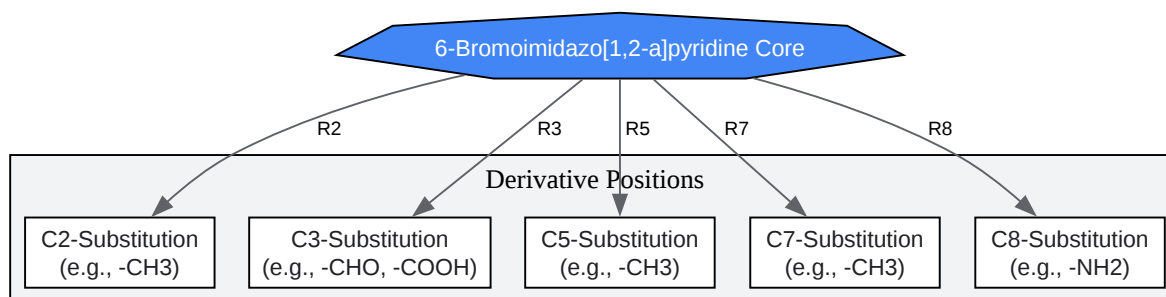 6-Bromoimidazo[1,2-a]pyridine Core
R2
R3
R5
R7
R8
Derivative Positions
C2-Substitution
(e.g., -CH3)
C3-Substitution
(e.g., -CHO, -COOH)
C5-Substitution
(e.g., -CH3)
C7-Substitution
(e.g., -CH3)
C8-Substitution
(e.g., -NH2)